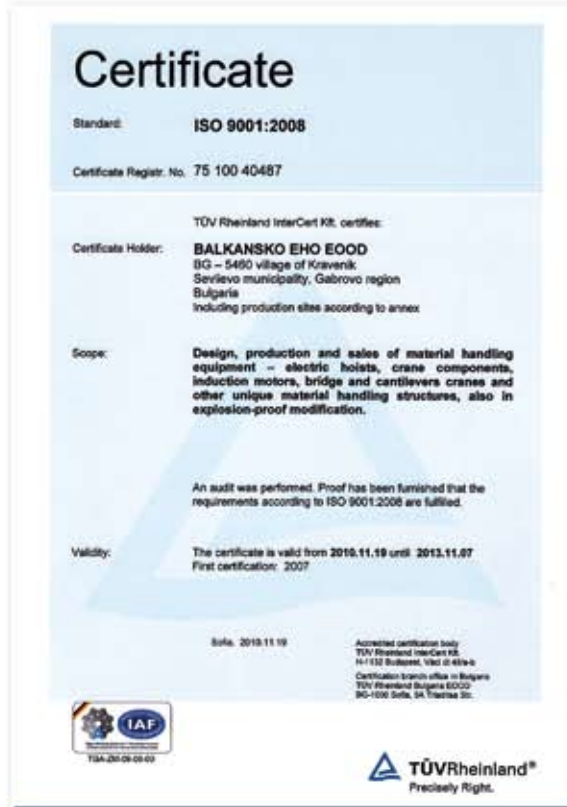 Certificate
Standard: ISO 9001:2008
Certificate Registr. No. 75 100 40487
TÜV Rheinland InterCert Kft. certifies:
Certificate Holder: BALKANSKO EHO EOOD
BG – 5460 village of Kravenik
Sevlievo municipality, Gabrovo region
Bulgaria
Including production sites according to annex
Scope: Design, production and sales of material handling
equipment – electric hoists, crane components,
induction motors, bridge and cantilevers cranes and
other unique material handling structures, also in
explosion-proof modification.
An audit was performed. Proof has been furnished that the
requirements according to ISO 9001:2008 are fulfilled.
Validity: The certificate is valid from 2010.11.19 until 2013.11.07
First certification: 2007
Sofia, 2010.11.19
Accredited certification body
TÜV Rheinland InterCert Kft.
H-1132 Budapest, Váci út
Certification branch office in Bulgaria
TÜV Rheinland Bulgaria EOOD
BG-1000 Sofia,
IAF
TÜVRheinland®
Precisely Right.